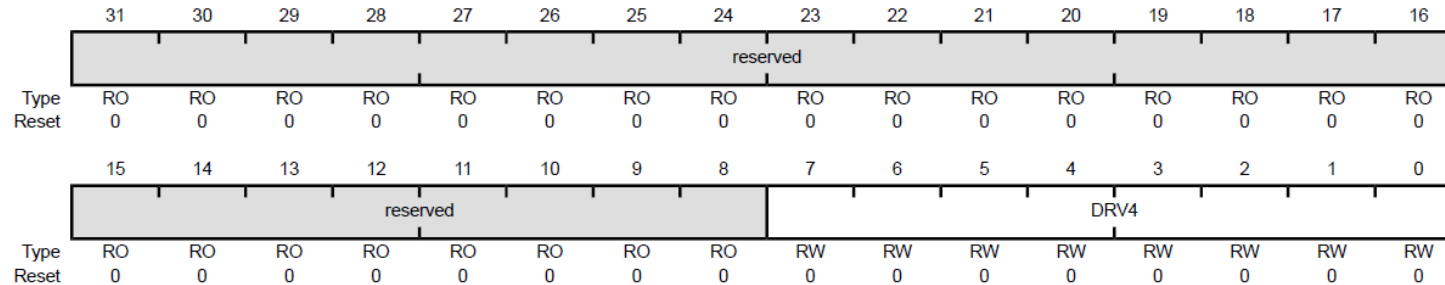 31 30 29 28 27 26 25 24 23 22 21 20 19 18 17 16
reserved
Type RO RO RO RO RO RO RO RO RO RO RO RO RO RO RO RO
Reset 0 0 0 0 0 0 0 0 0 0 0 0 0 0 0 0
15 14 13 12 11 10 9 8 7 6 5 4 3 2 1 0
reserved DRV4
Type RO RO RO RO RO RO RO RO RW RW RW RW RW RW RW RW
Reset 0 0 0 0 0 0 0 0 0 0 0 0 0 0 0 0